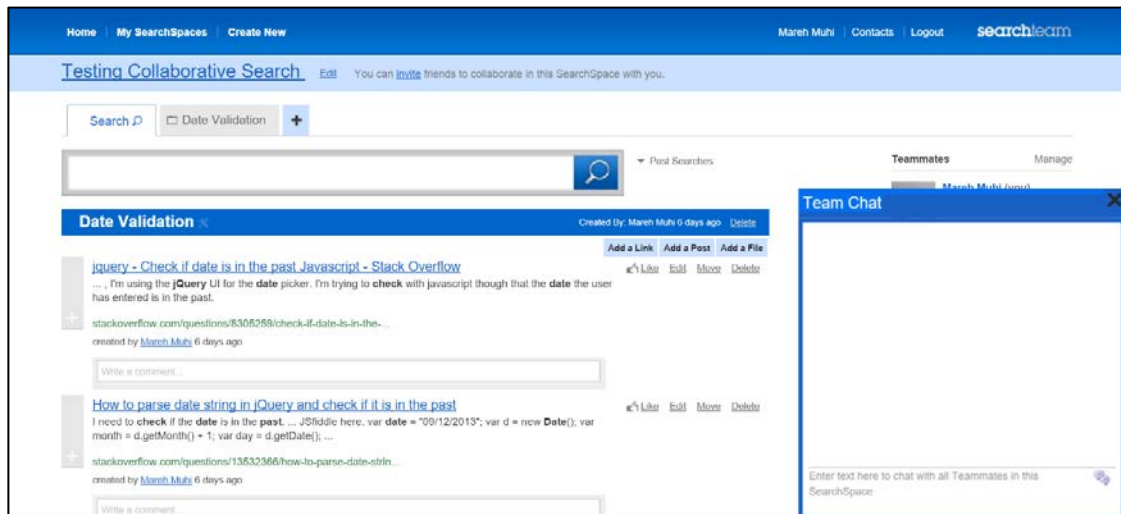 Home My SearchSpaces Create New Mareh Muhi Contacts Logout searchteam
Testing Collaborative Search Edit You can invite friends to collaborate in this SearchSpace with you.
Search Date Validation +
Past Searches
Teammates Manage
Mareh Muhi (you)
Team Chat X
Date Validation Created By: Mareh Muhi 6 days ago Delete
Add a Link Add a Post Add a File
jquery - Check if date is in the past Javascript - Stack Overflow Like Edit Move Delete
... , I'm using the jQuery UI for the date picker. I'm trying to check with javascript though that the date the user
has entered is in the past.
stackoverflow.com/questions/8305259/check-if-date-is-in-the-...
created by Mareh Muhi 6 days ago
Write a comment...
How to parse date string in jQuery and check if it is in the past Like Edit Move Delete
I need to check if the date is in the past. ... JSfiddle here. var date = "09/12/2013"; var d = new Date(); var
month = d.getMonth() + 1; var day = d.getDate(); ...
stackoverflow.com/questions/13532366/how-to-parse-date-strin...
created by Mareh Muhi 6 days ago
Write a comment...
Enter text here to chat with all Teammates in this
SearchSpace